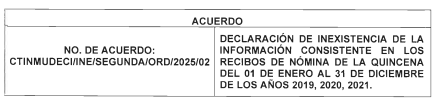 ACUERDO
NO. DE ACUERDO:
CTINMUDECI/INE/SEGUNDA/ORD/2025/02
DECLARACIÓN DE INEXISTENCIA DE LA
INFORMACIÓN CONSISTENTE EN LOS
RECIBOS DE NÓMINA DE LA QUINCENA
DEL 01 DE ENERO AL 31 DE DICIEMBRE
DE LOS AÑOS 2019, 2020, 2021.